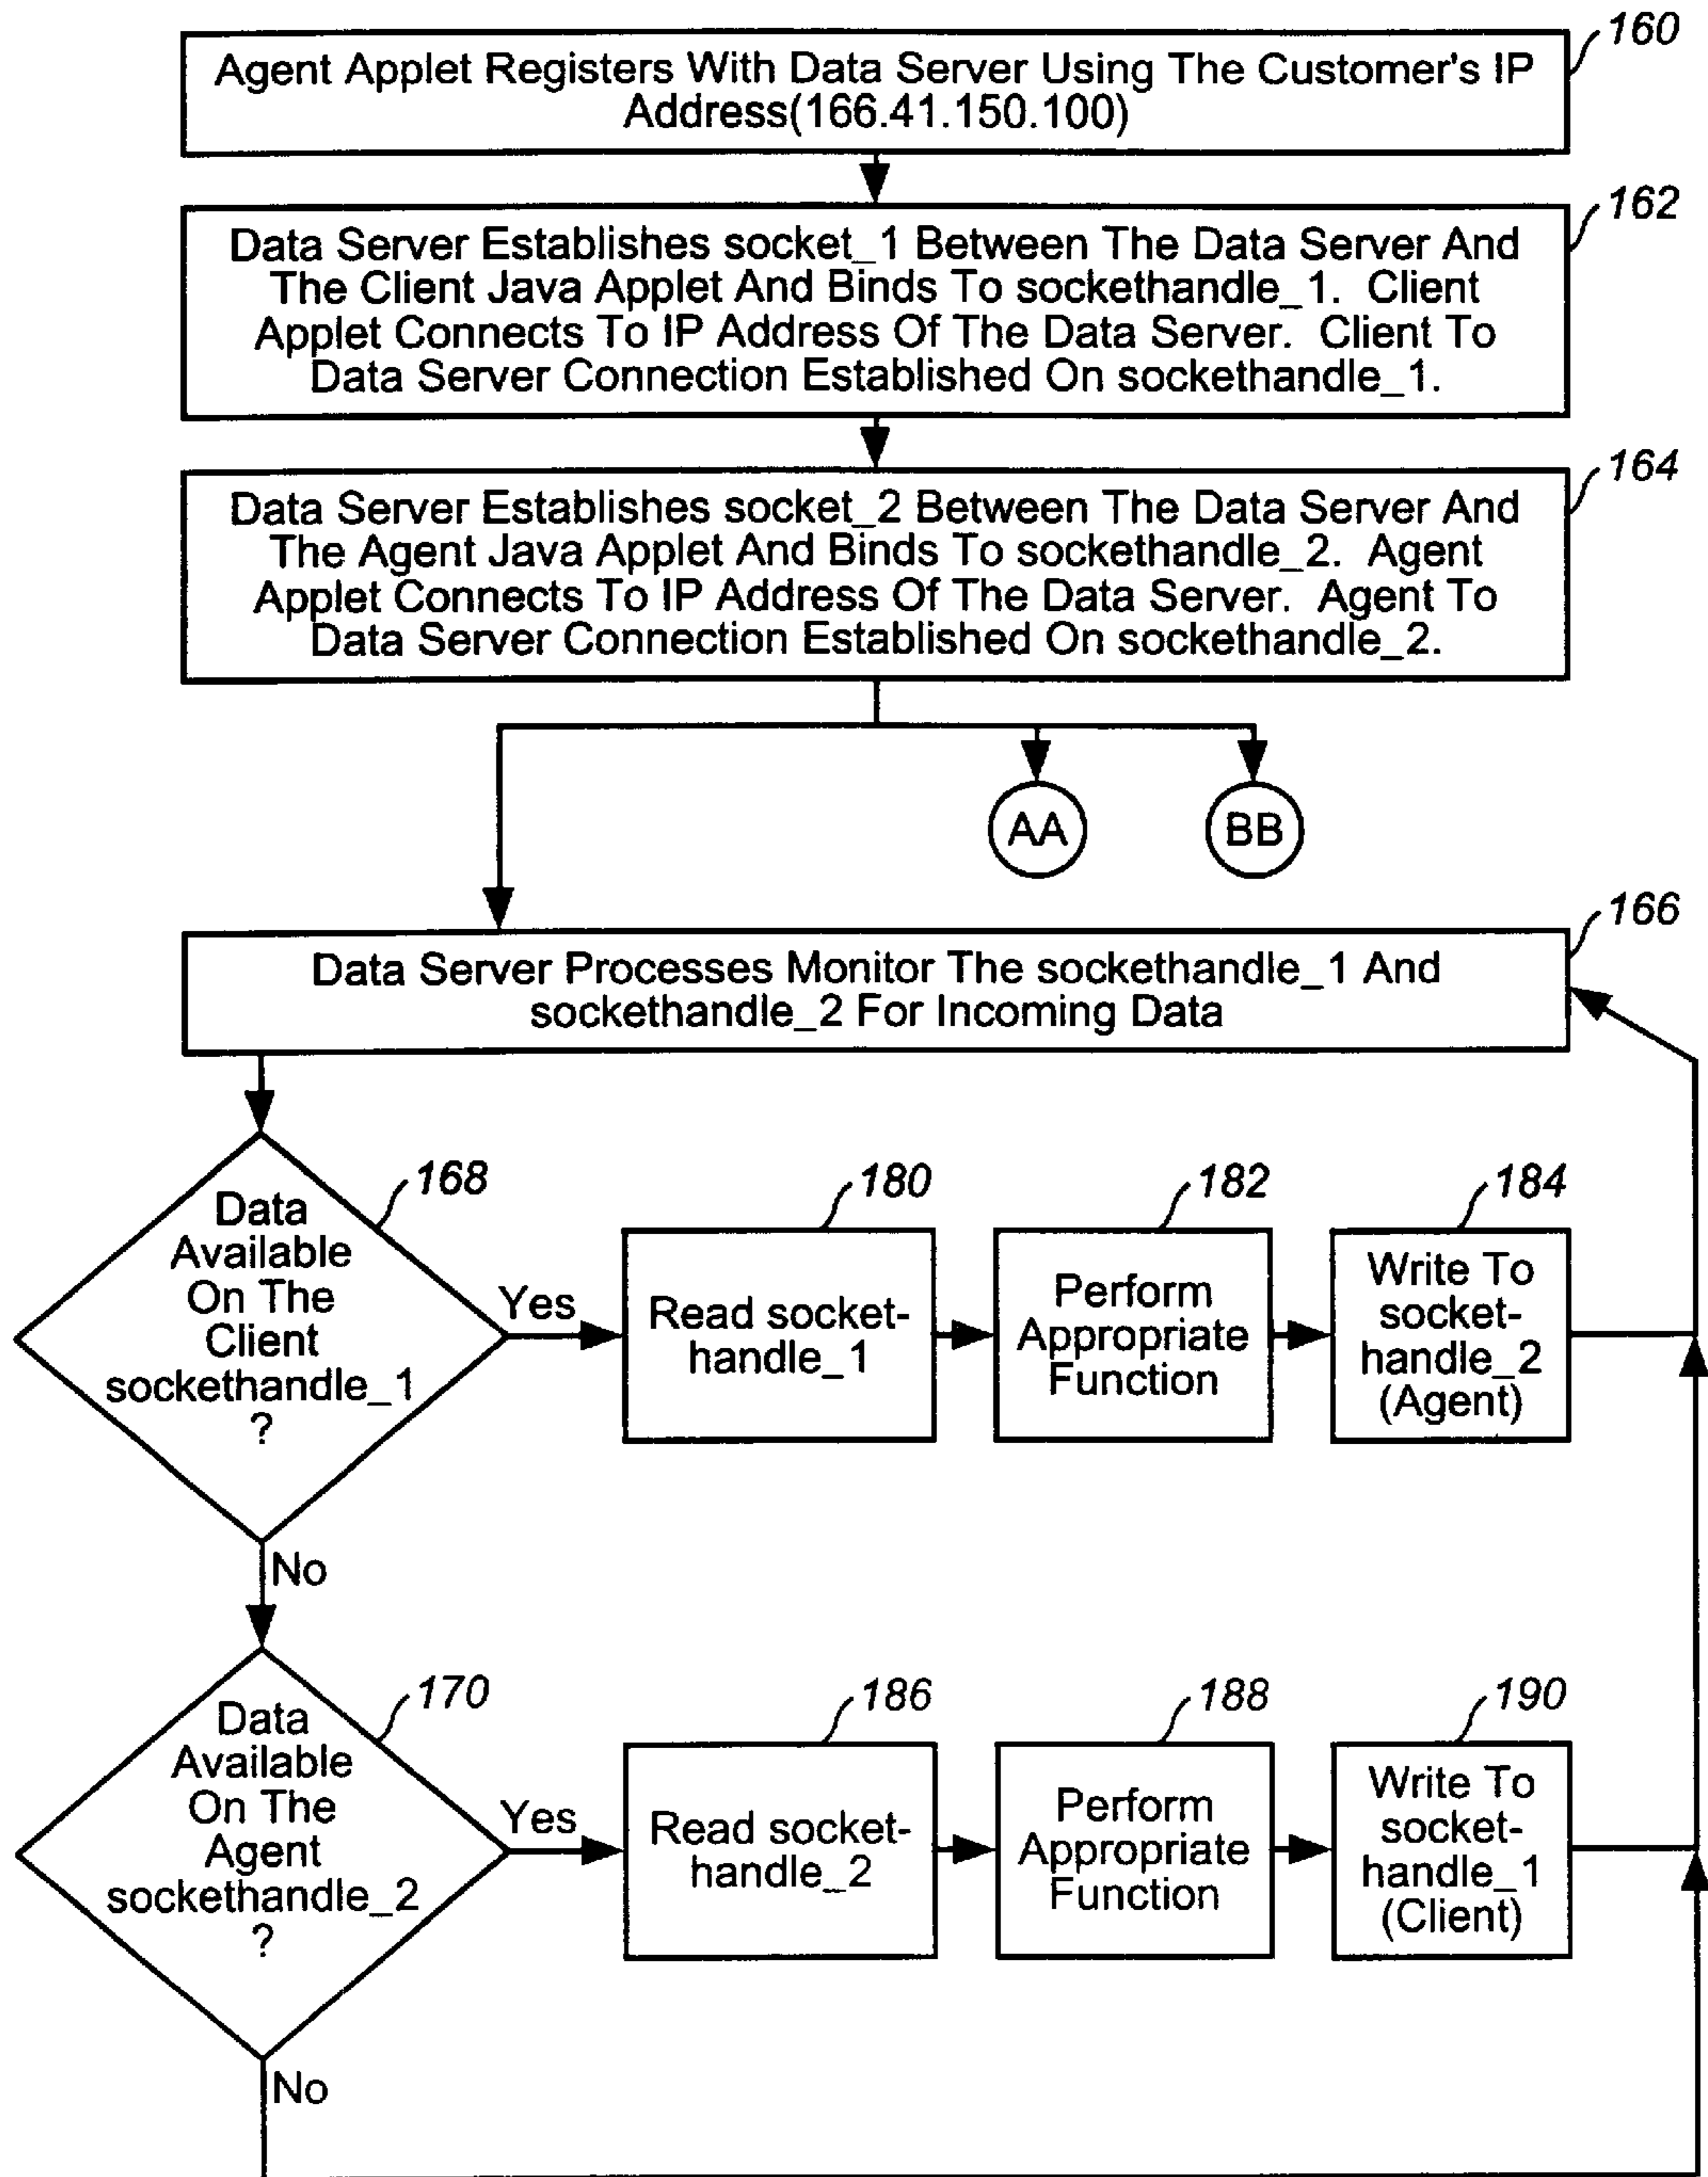 160
Agent Applet Registers With Data Server Using The Customer's IP
Address(166.41.150.100)
162
Data Server Establishes socket_1 Between The Data Server And
The Client Java Applet And Binds To sockethandle_1. Client
Applet Connects To IP Address Of The Data Server. Client To
Data Server Connection Established On sockethandle_1.
164
Data Server Establishes socket_2 Between The Data Server And
The Agent Java Applet And Binds To sockethandle_2. Agent
Applet Connects To IP Address Of The Data Server. Agent To
Data Server Connection Established On sockethandle_2.
AA
BB
166
Data Server Processes Monitor The sockethandle_1 And
sockethandle_2 For Incoming Data
168
Data
Available
On The
Client
sockethandle_1
?
Yes
180
Read socket-
handle_1
182
Perform
Appropriate
Function
184
Write To
socket-
handle_2
(Agent)
No
170
Data
Available
On The
Agent
sockethandle_2
?
Yes
186
Read socket-
handle_2
188
Perform
Appropriate
Function
190
Write To
socket-
handle_1
(Client)
No